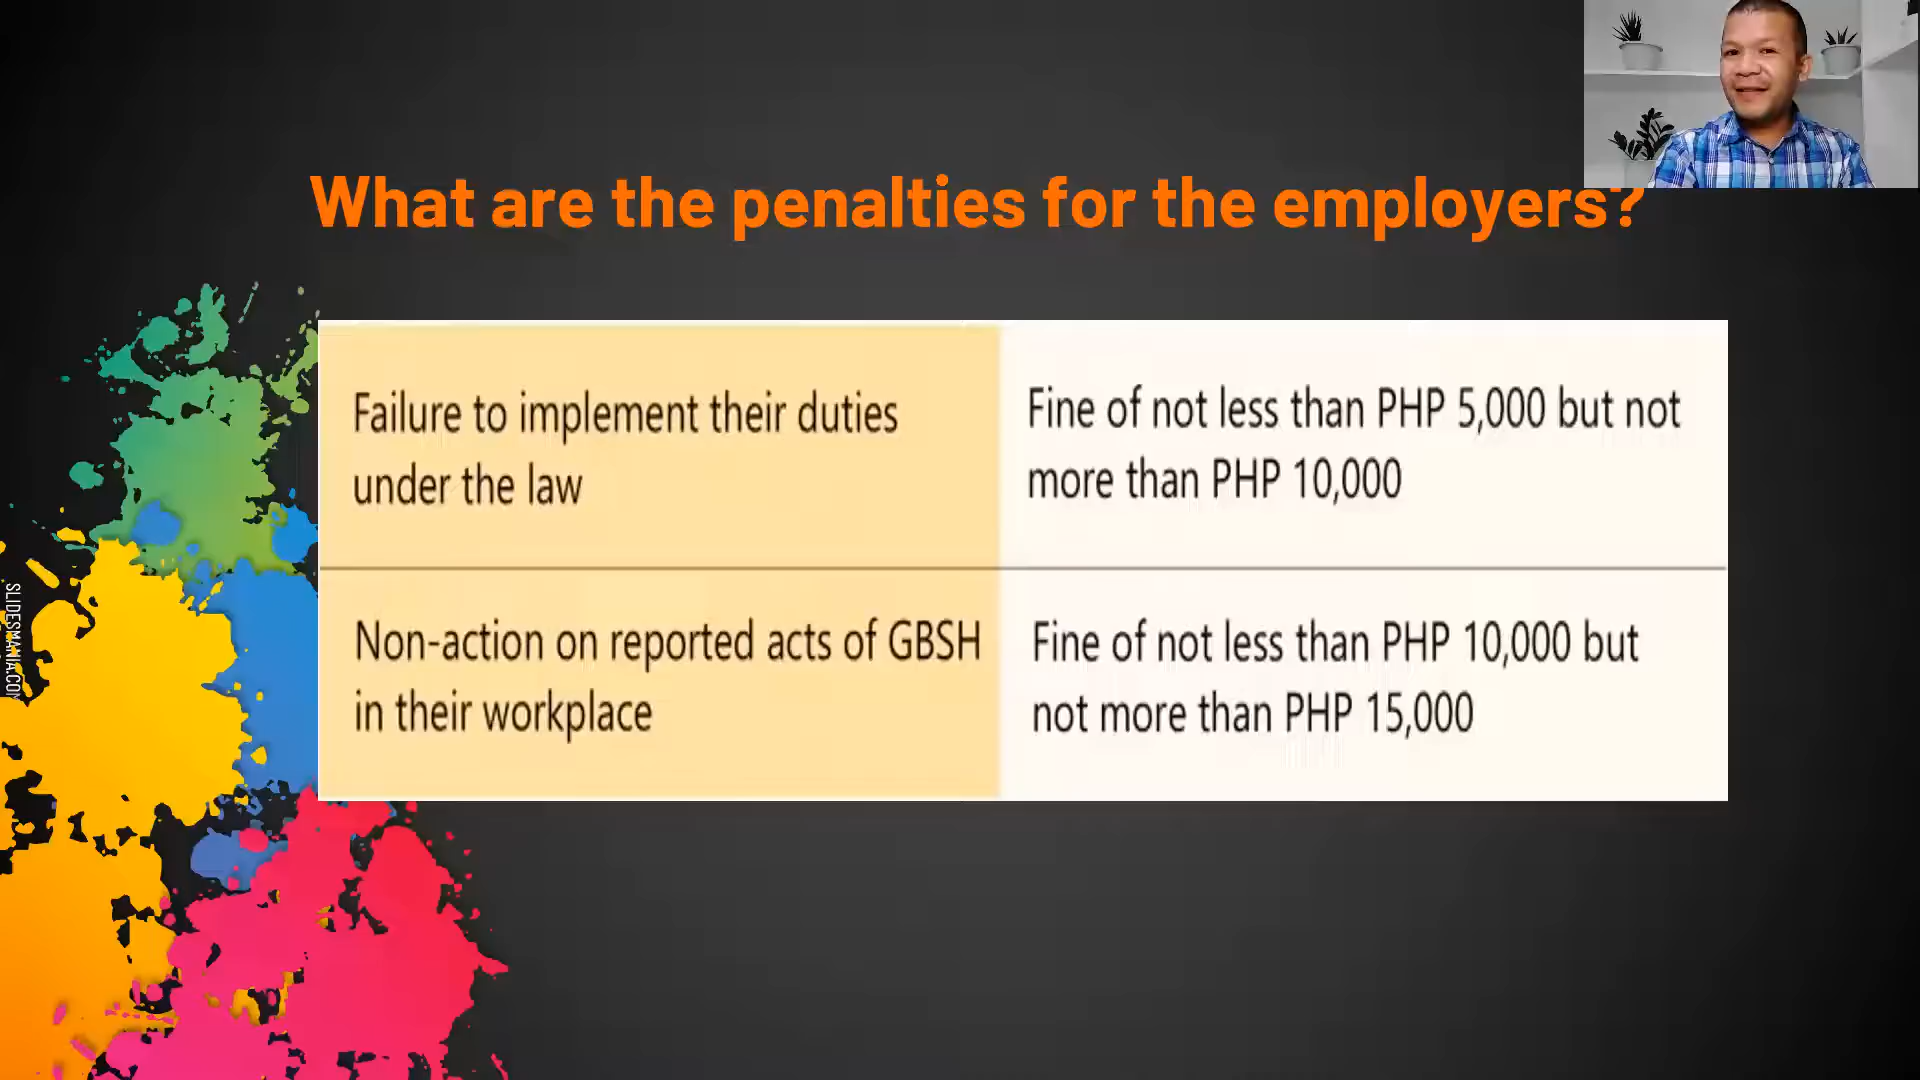 What are the penalties for the employers?
Failure to implement their duties
under the law
Fine of not less than PHP 5,000 but not
more than PHP 10,000
Non-action on reported acts of GBSH
in their workplace
Fine of not less than PHP 10,000 but
not more than PHP 15,000
SLIDESMANIA.COM